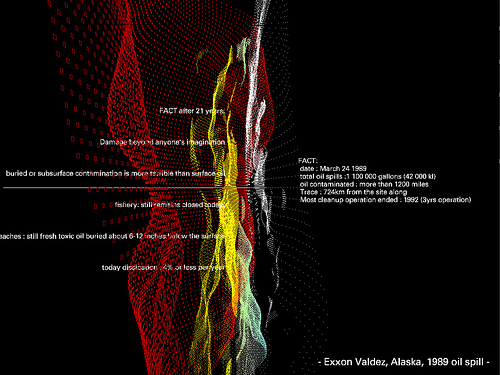 FACT after 21 years.
Damage beyond anyone's imagination
buried or subsurface contamination is more terrible than surface oil
fishery: still remains closed today
eaches : still fresh toxic oil buried about 6-12 inches below the surface
today dissipation : 4% or less per year
FACT:
date : March 24 1989
total oil spills :1 100 000 gallons (42 000 kl)
oil contaminated : more than 1200 miles
Trace : 724km from the site along
Most cleanup operation ended : 1992 (3yrs operation)
- Exxon Valdez, Alaska, 1989 oil spill -